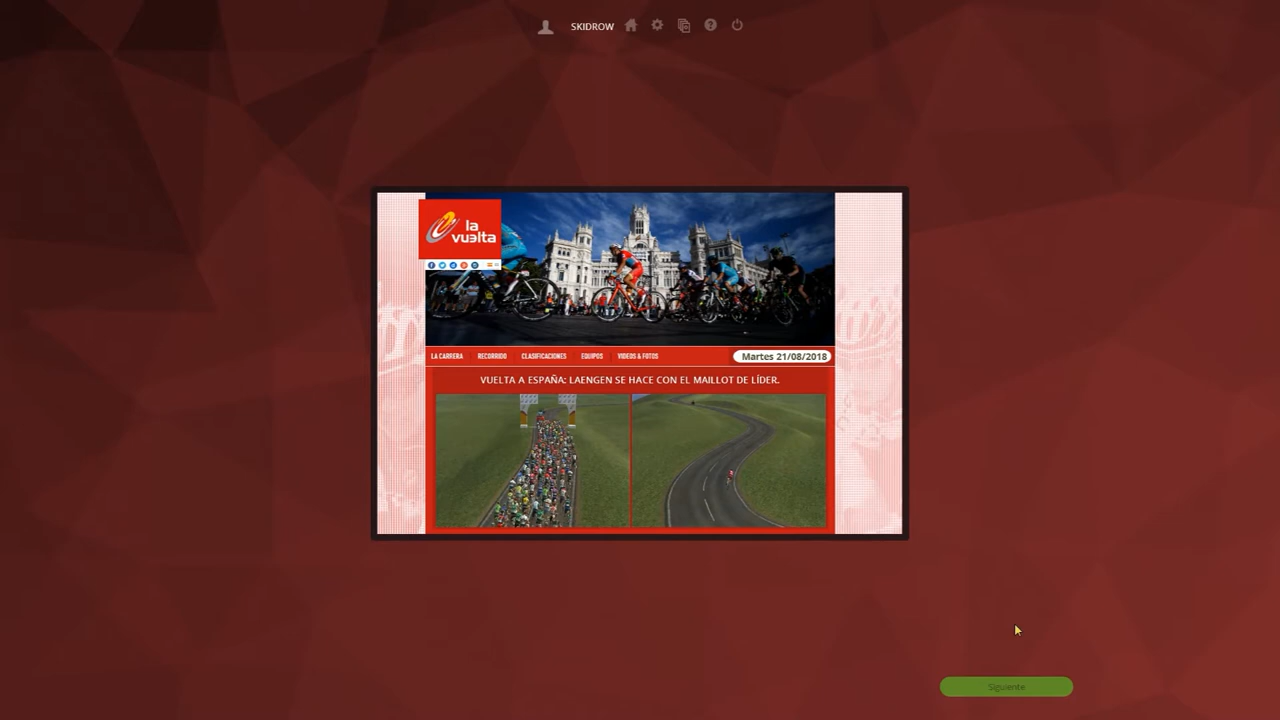 SKIDROW
la
vuelta
LA CARRERA RECORRIDO CLASIFICACIONES EQUIPOS VIDEOS & FOTOS Martes 21/08/2018
VUELTA A ESPAÑA: LAENGEN SE HACE CON EL MAILLOT DE LÍDER.
Siguiente